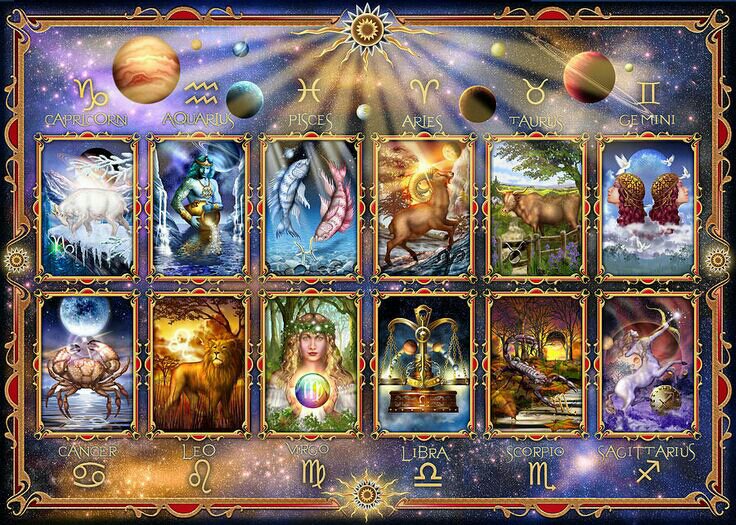 CAPRICORN
AQUARIUS
PISCES
ARIES
TAURUS
GEMINI
CANCER
LEO
VIRGO
LIBRA
SCORPIO
SAGITTARIUS